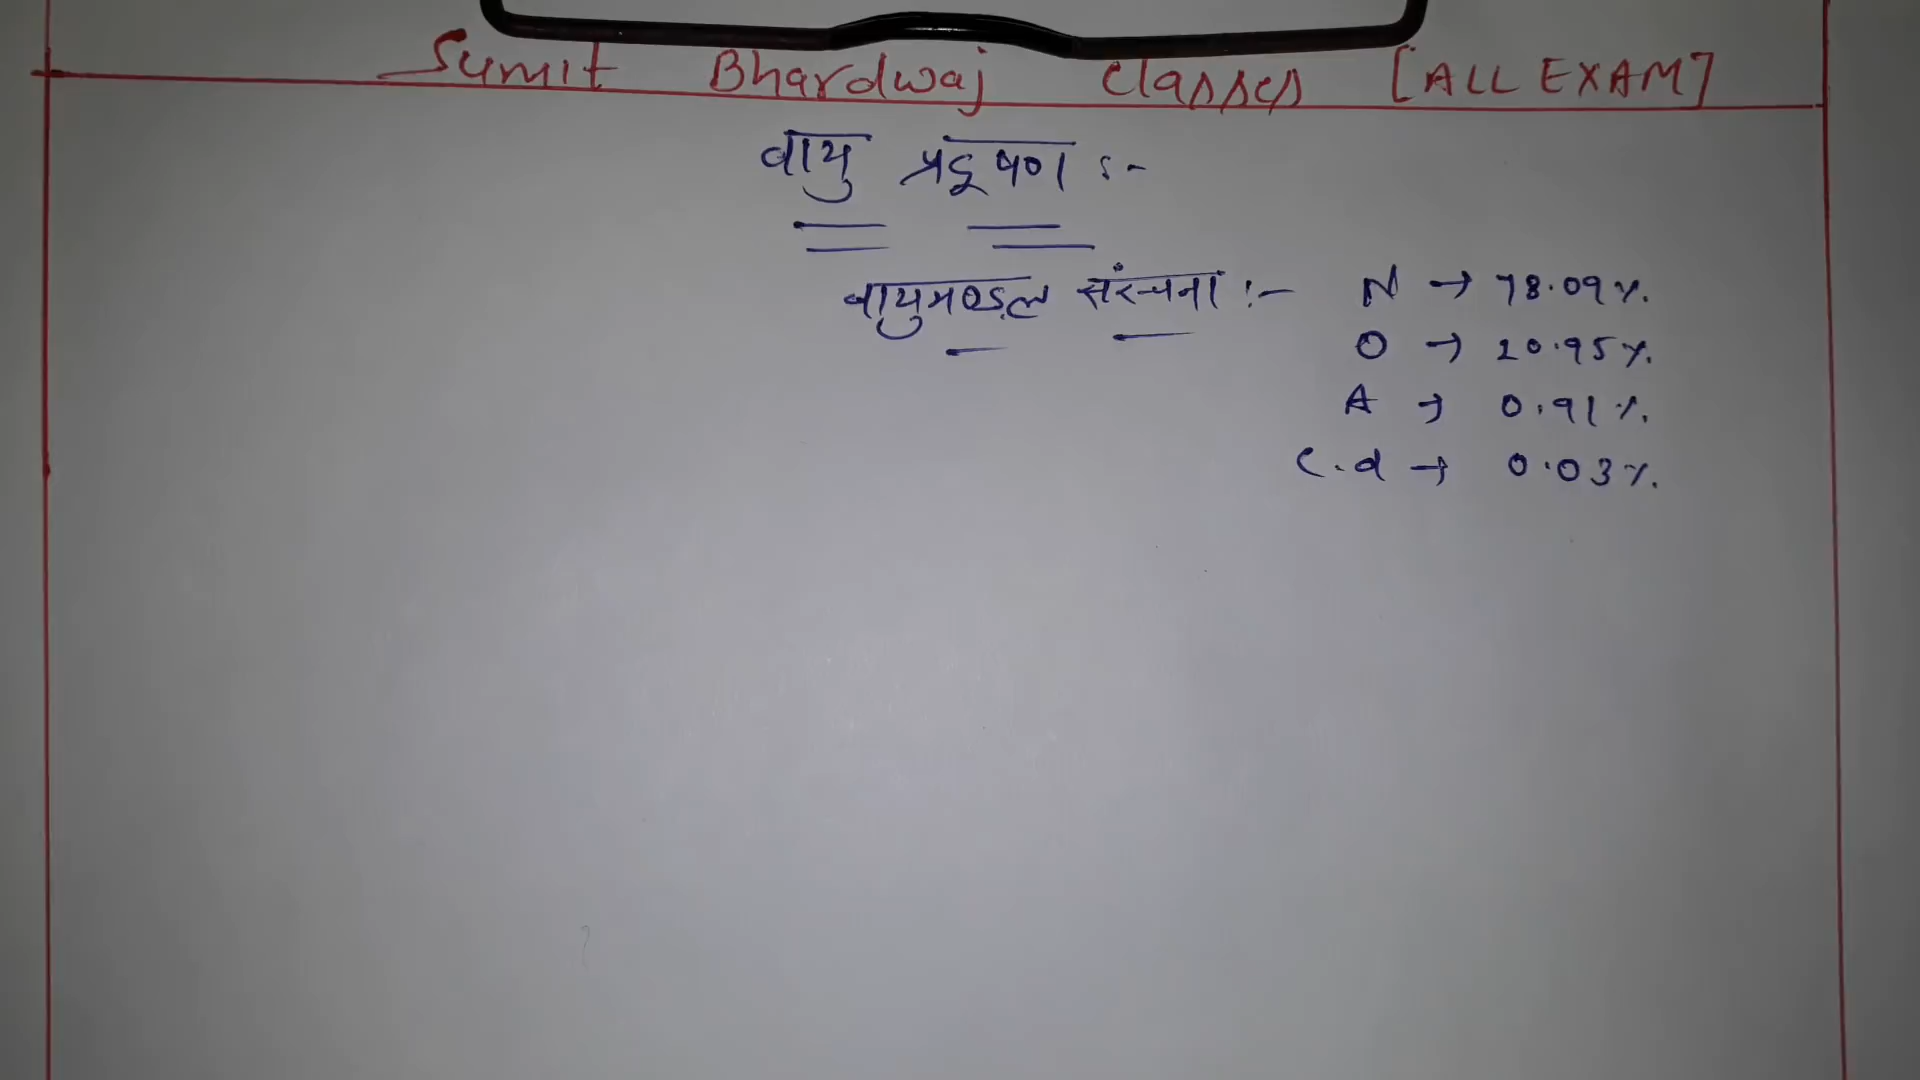 Sumit Bhardwaj Classes [ALL EXAM]
वायु प्रदूषण :-
वायुमण्डल संरचना :- N → 78.09%.
O → 20.95%.
A → 0.91%.
C.d → 0.03%.